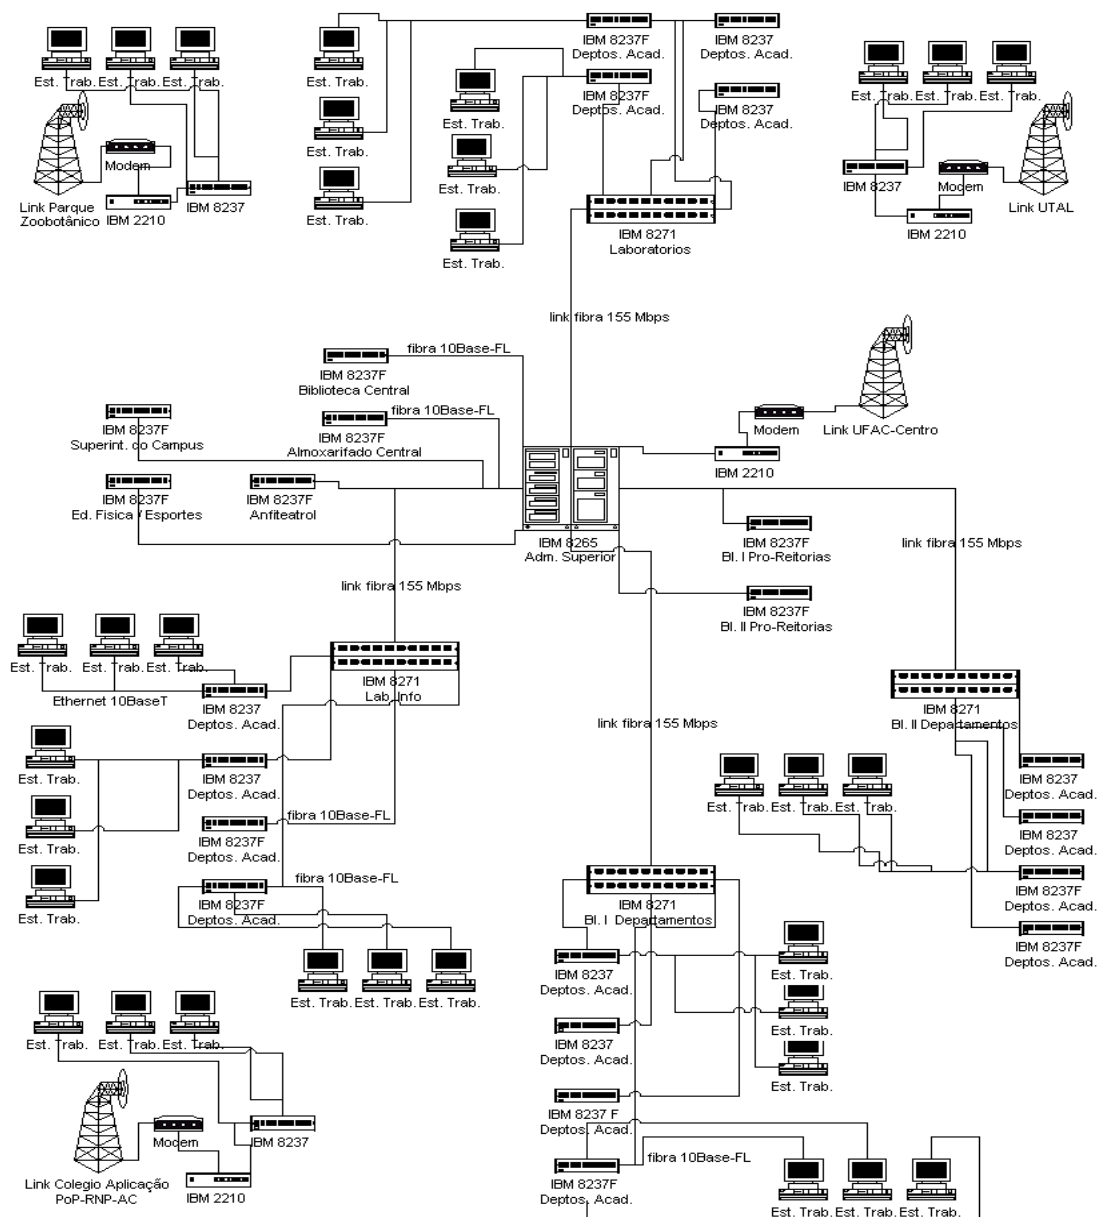 IBM 8237F
Deptos. Acad.
IBM 8237
Deptos. Acad.
Est. Trab.
Est. Trab.
Est. Trab.
Est. Trab.
Est. Trab.
Est. Trab.
Est. Trab.
IBM 8237F
Deptos. Acad.
IBM 8237
Deptos. Acad.
Est. Trab.
Est. Trab.
Est. Trab.
Est. Trab.
Est. Trab.
Modem
Link Parque
Zoobotânico
IBM 2210
IBM 8237
Est. Trab.
Est. Trab.
IBM 8237
Modem
Link UTAL
IBM 2210
IBM 8271
Laboratorios
link fibra 155 Mbps
fibra 10Base-FL
IBM 8237F
Biblioteca Central
fibra 10Base-FL
IBM 8237F
Superint. do Campus
IBM 8237F
Almoxarifado Central
Modem
Link UFAC-Centro
IBM 2210
IBM 8237F
Ed. Fisica / Esportes
IBM 8237F
Anfiteatrol
IBM 8265
Adm. Superior
IBM 8237F
Bl. I Pro-Reitorias
link fibra 155 Mbps
link fibra 155 Mbps
IBM 8237F
Bl. II Pro-Reitorias
Est. Trab.
Est. Trab.
Est. Trab.
IBM 8271
Lab. Info
Ethernet 10BaseT
IBM 8237
Deptos. Acad.
IBM 8271
Bl. II Departamentos
link fibra 155 Mbps
Est. Trab.
IBM 8237
Deptos. Acad.
IBM 8237
Deptos. Acad.
Est. Trab.
Est. Trab.
Est. Trab.
fibra 10Base-FL
Est. Trab.
IBM 8237F
Deptos. Acad.
IBM 8237
Deptos. Acad.
fibra 10Base-FL
Est. Trab.
IBM 8237F
Deptos. Acad.
IBM 8237F
Deptos. Acad.
IBM 8271
Bl. I Departamentos
IBM 8237F
Deptos. Acad.
Est. Trab.
Est. Trab.
Est. Trab.
IBM 8237
Deptos. Acad.
Est. Trab.
Est. Trab.
Est. Trab.
Est. Trab.
Est. Trab.
IBM 8237
Deptos. Acad.
Est. Trab.
IBM 8237 F
Deptos. Acad.
Modem
IBM 8237
fibra 10Base-FL
Link Colegio Aplicação
PoP-RNP-AC
IBM 2210
IBM 8237F
Deptos. Acad.
Est. Trab.
Est. Trab.
Est. Trab.